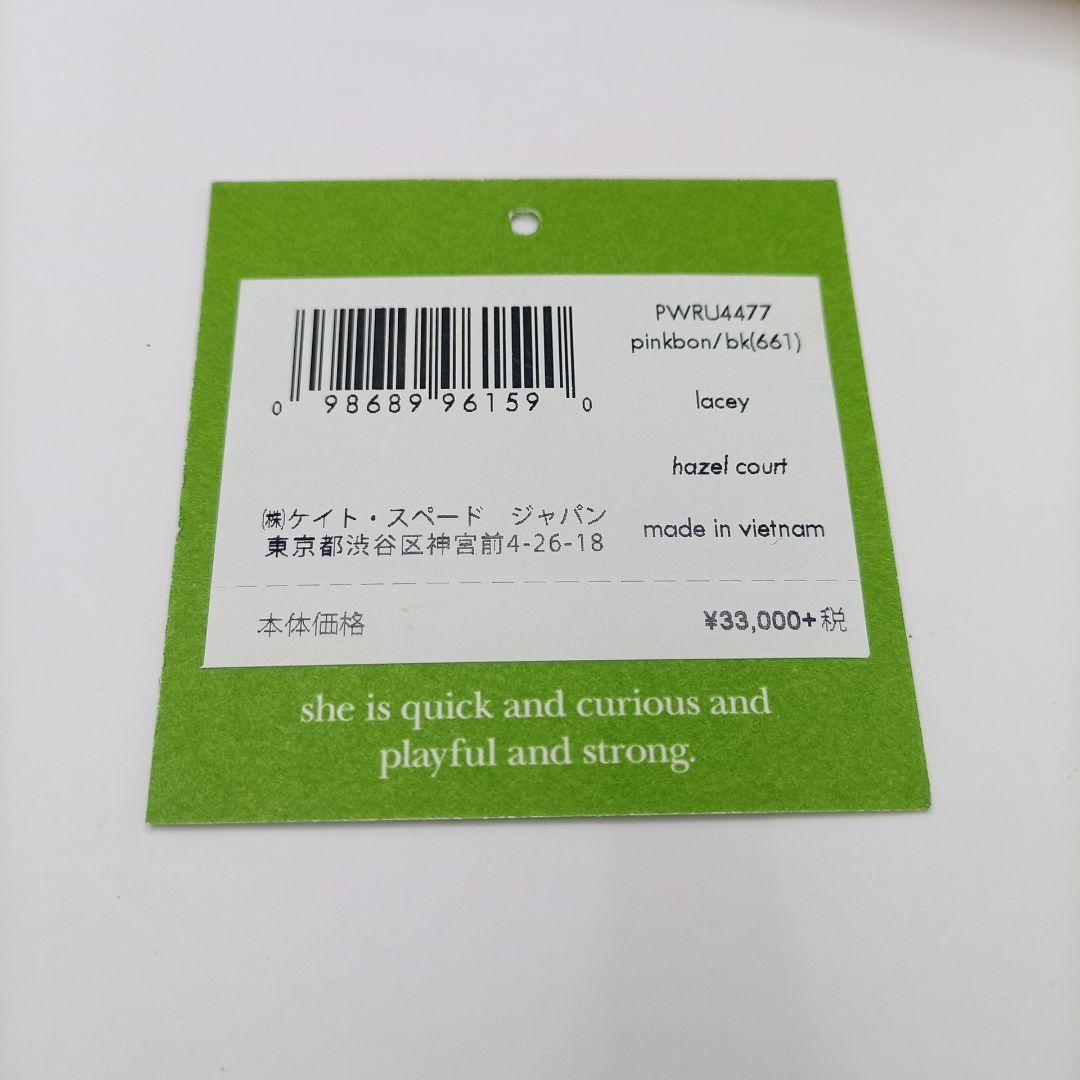 PWRU4477
pinkbon/bk(661)
0 98689 96159 0
lacey
hazel court
㈱ケイト・スペード ジャパン
東京都渋谷区神宮前4-26-18
made in vietnam
本体価格 ¥33,000+税
she is quick and curious and
playful and strong.